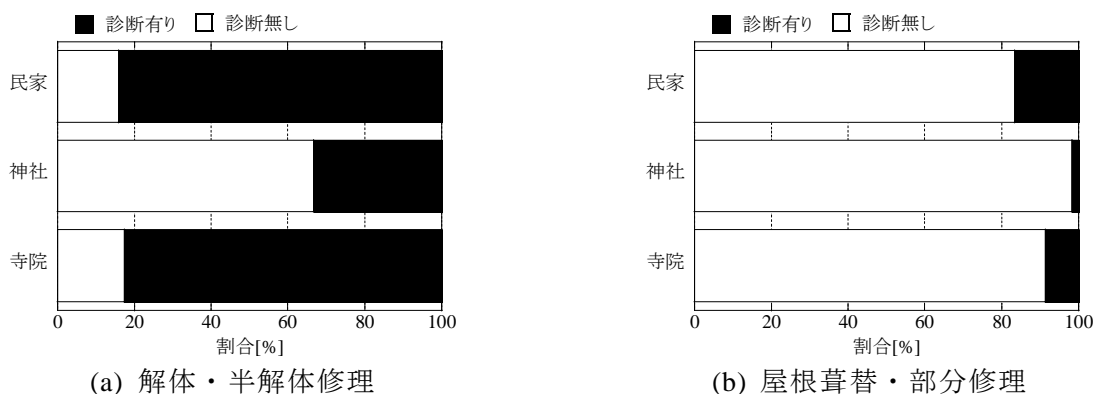 ■ 診断有り □ 診断無し
民家
神社
寺院
0 20 40 60 80 100
割合[%]
(a) 解体・半解体修理
■ 診断有り □ 診断無し
民家
神社
寺院
0 20 40 60 80 100
割合[%]
(b) 屋根葺替・部分修理